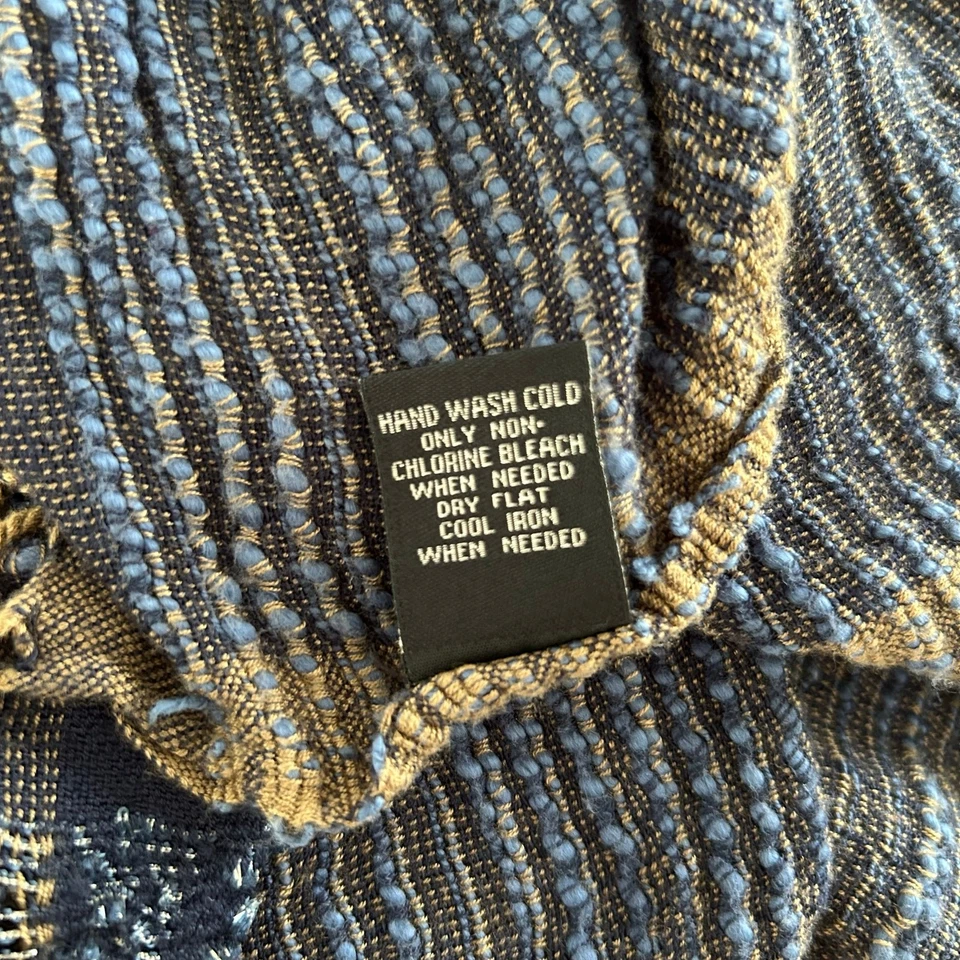 HAND WASH COLD
ONLY NON-
CHLORINE BLEACH
WHEN NEEDED
DRY FLAT
COOL IRON
WHEN NEEDED